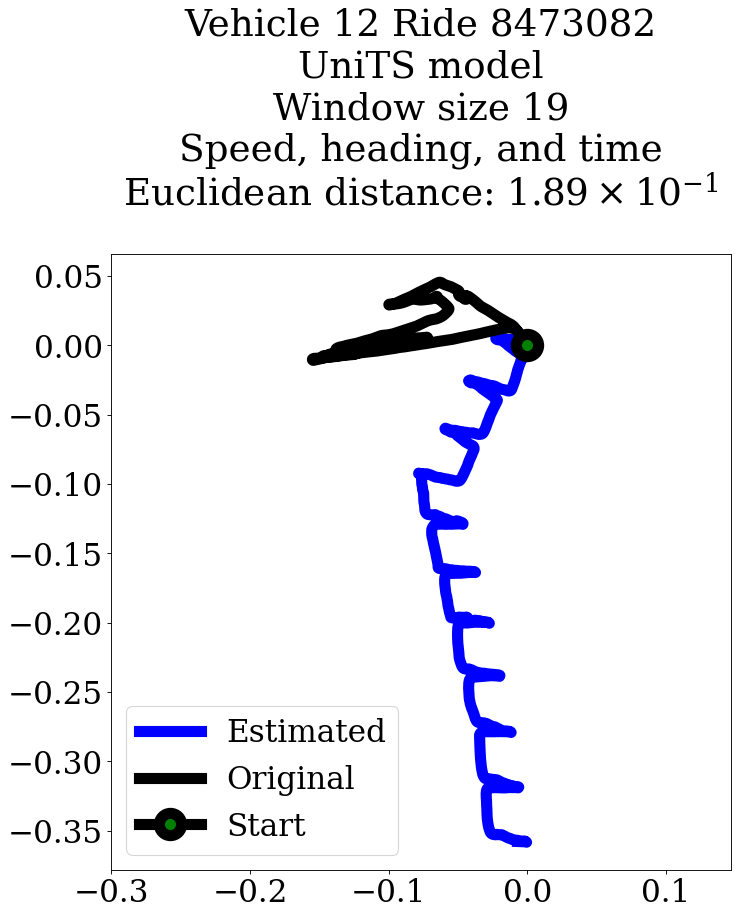 Vehicle 12 Ride 8473082
UniTS model
Window size 19
Speed, heading, and time
Euclidean distance: 1.89 × 10⁻¹
0.05
0.00
−0.05
−0.10
−0.15
−0.20
−0.25
−0.30
−0.35
Estimated
Original
Start
−0.3 −0.2 −0.1 0.0 0.1